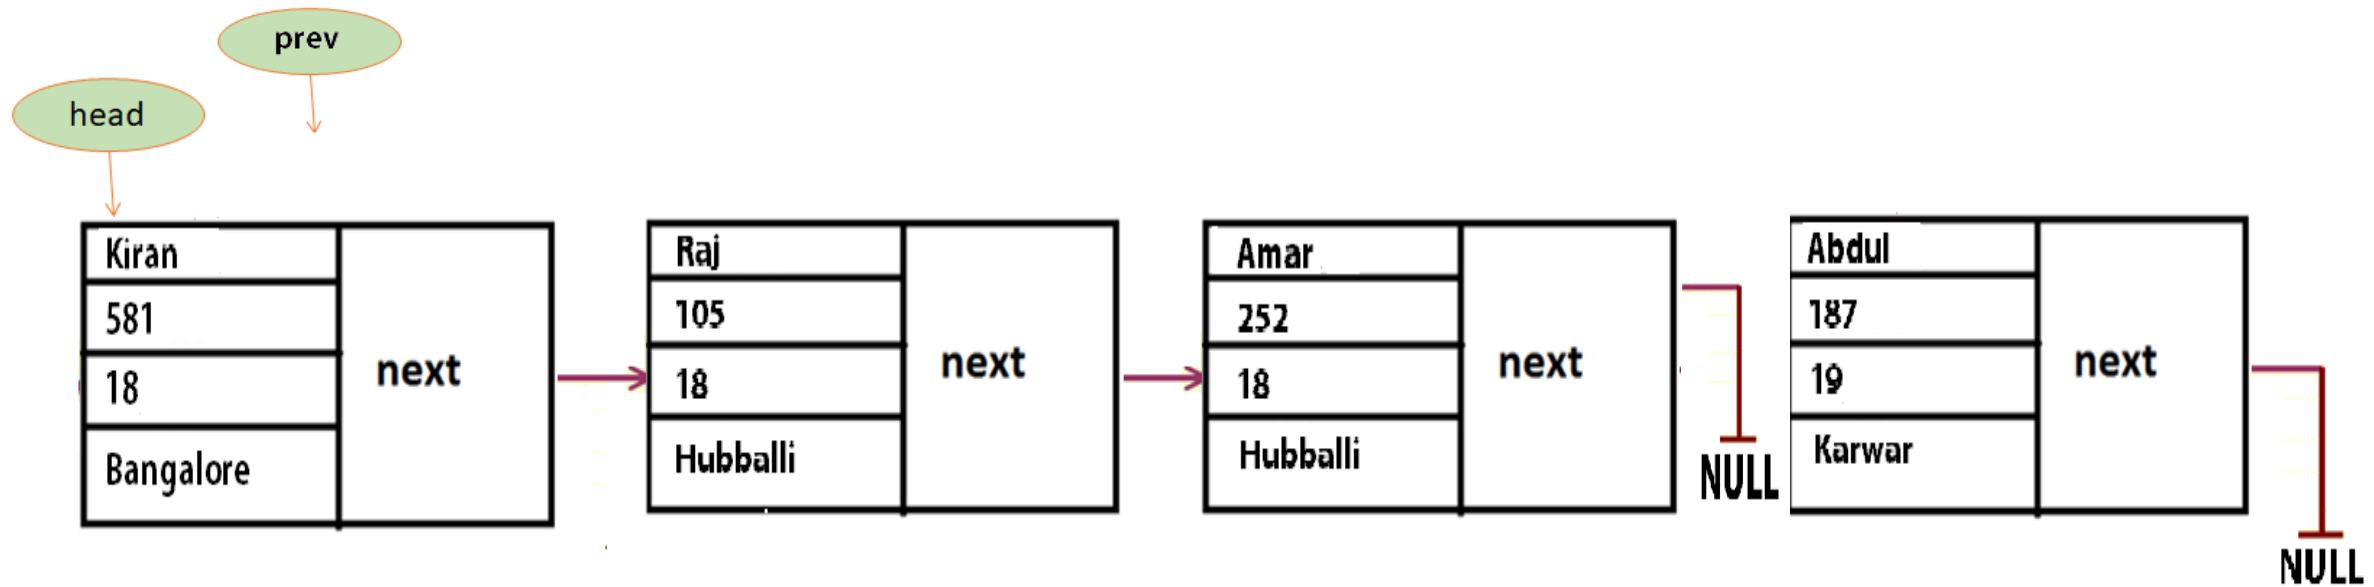 prev
head
Kiran
581
18
Bangalore
next
Raj
105
18
Hubballi
next
Amar
252
18
Hubballi
next
NULL
Abdul
187
19
Karwar
next
NULL